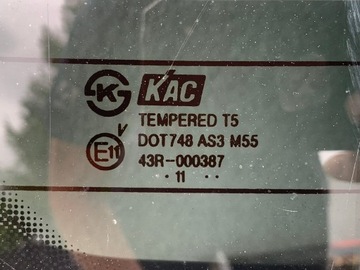 K KAC
TEMPERED T5
V DOT748 AS3 M55
E11 43R-000387
· 11 ·